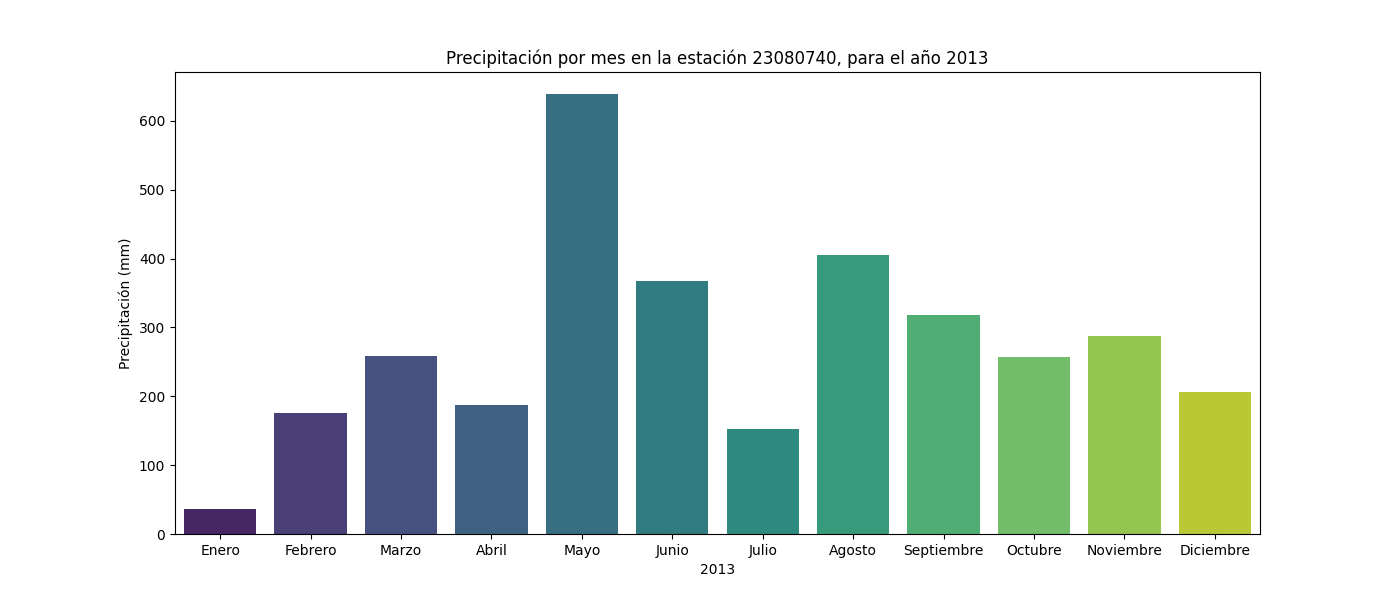 Precipitación por mes en la estación 23080740, para el año 2013
Precipitación (mm)
600
500
400
300
200
100
0
Enero Febrero Marzo Abril Mayo Junio Julio Agosto Septiembre Octubre Noviembre Diciembre
2013